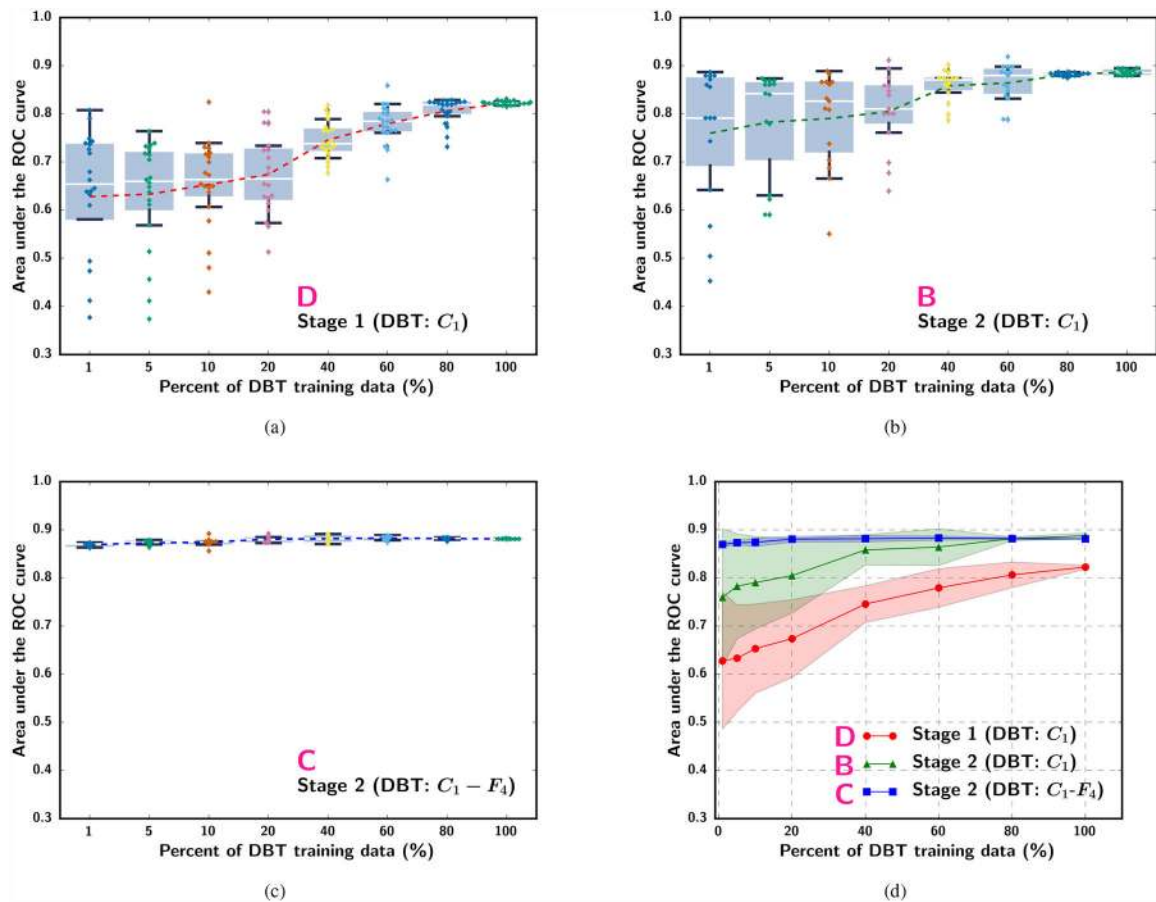 1.0
0.9
0.8
0.7
0.6
0.5
0.4
0.3
Area under the ROC curve
D
Stage 1 (DBT: C₁)
1 5 10 20 40 60 80 100
Percent of DBT training data (%)
(a)
1.0
0.9
0.8
0.7
0.6
0.5
0.4
0.3
Area under the ROC curve
B
Stage 2 (DBT: C₁)
1 5 10 20 40 60 80 100
Percent of DBT training data (%)
(b)
1.0
0.9
0.8
0.7
0.6
0.5
0.4
0.3
Area under the ROC curve
C
Stage 2 (DBT: C₁ − F₄)
1 5 10 20 40 60 80 100
Percent of DBT training data (%)
(c)
1.0
0.9
0.8
0.7
0.6
0.5
0.4
0.3
Area under the ROC curve
D Stage 1 (DBT: C₁)
B Stage 2 (DBT: C₁)
C Stage 2 (DBT: C₁-F₄)
0 20 40 60 80 100
Percent of DBT training data (%)
(d)